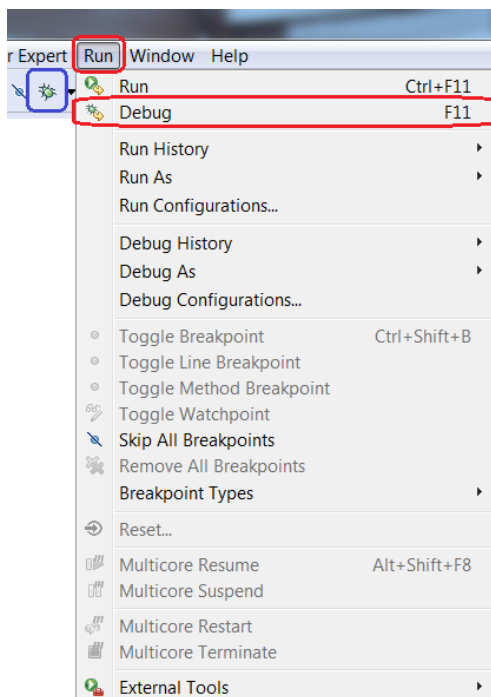 r Expert Run Window Help
Run Ctrl+F11
Debug F11
Run History
Run As
Run Configurations...
Debug History
Debug As
Debug Configurations...
Toggle Breakpoint Ctrl+Shift+B
Toggle Line Breakpoint
Toggle Method Breakpoint
Toggle Watchpoint
Skip All Breakpoints
Remove All Breakpoints
Breakpoint Types
Reset...
Multicore Resume Alt+Shift+F8
Multicore Suspend
Multicore Restart
Multicore Terminate
External Tools